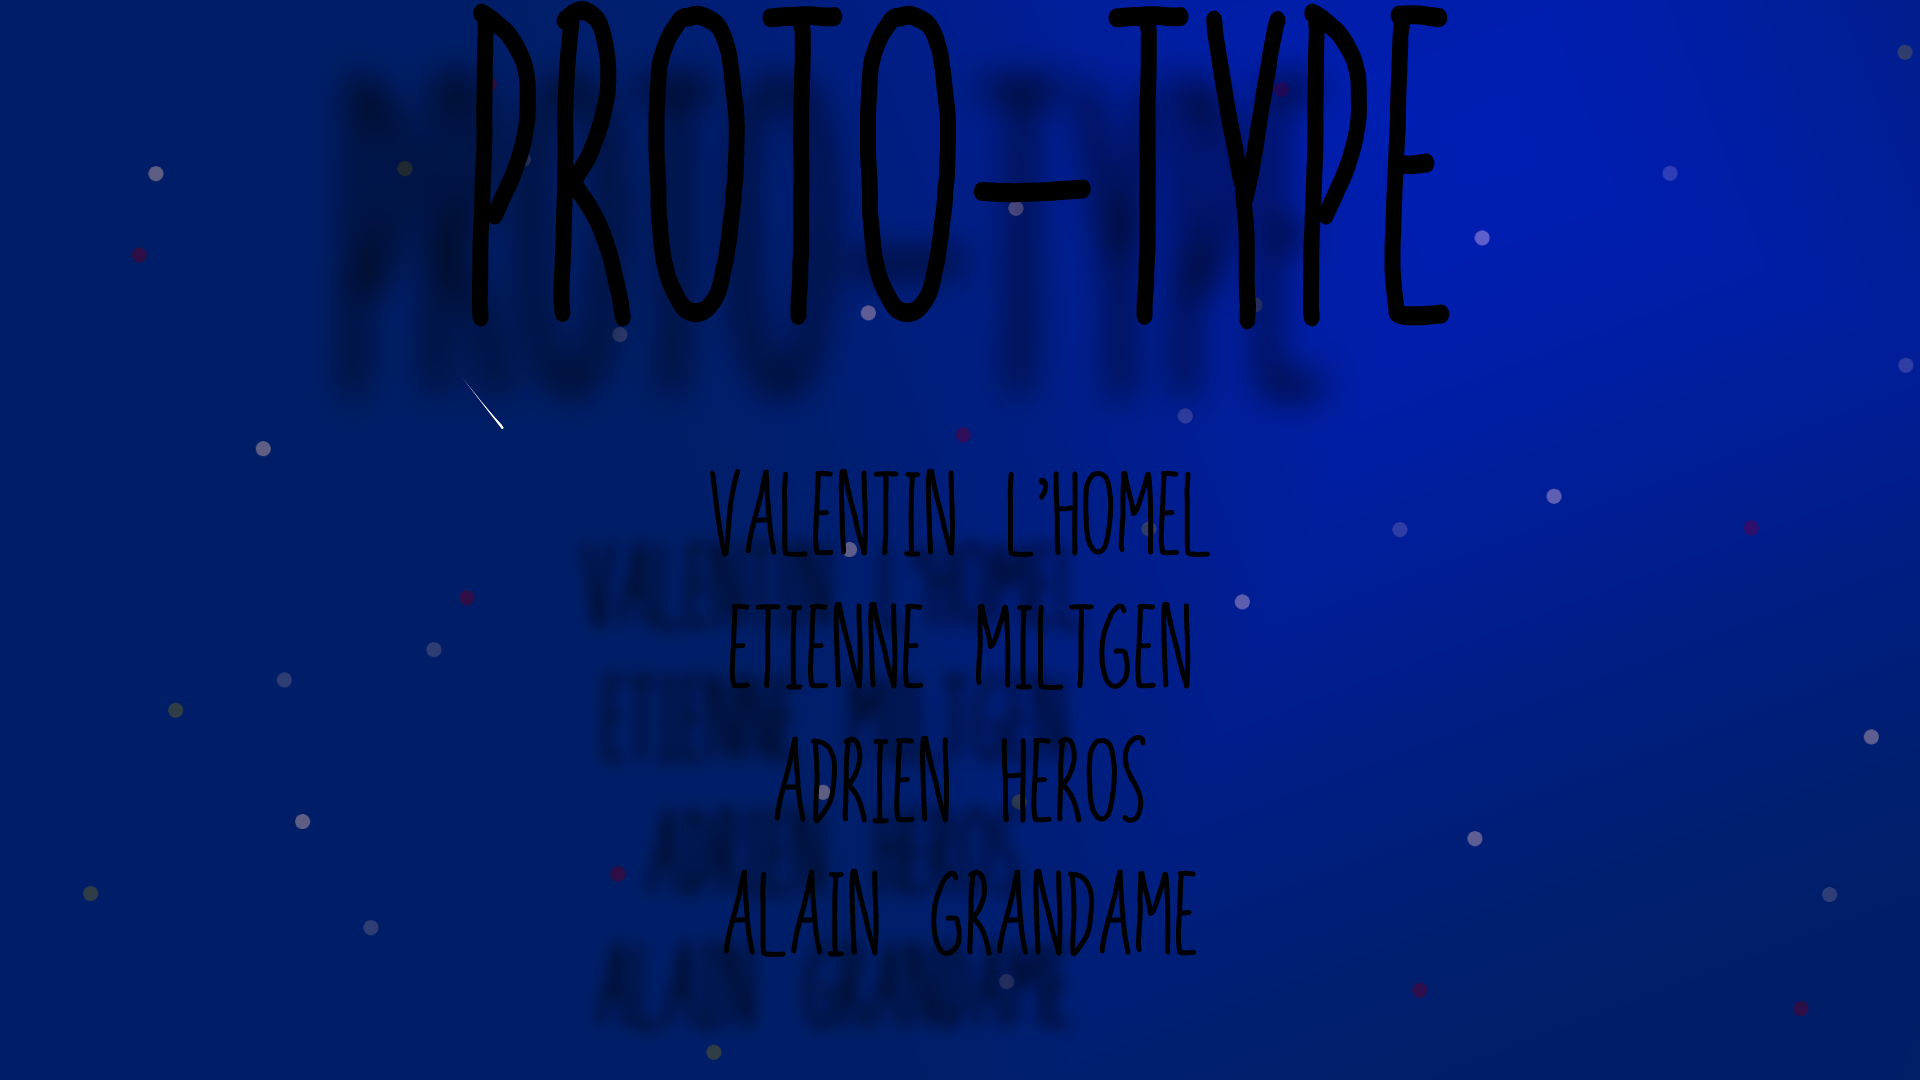 PROTO-TYPE
VALENTIN L'HOMEL
ETIENNE MILTGEN
ADRIEN HEROS
ALAIN GRANDAME